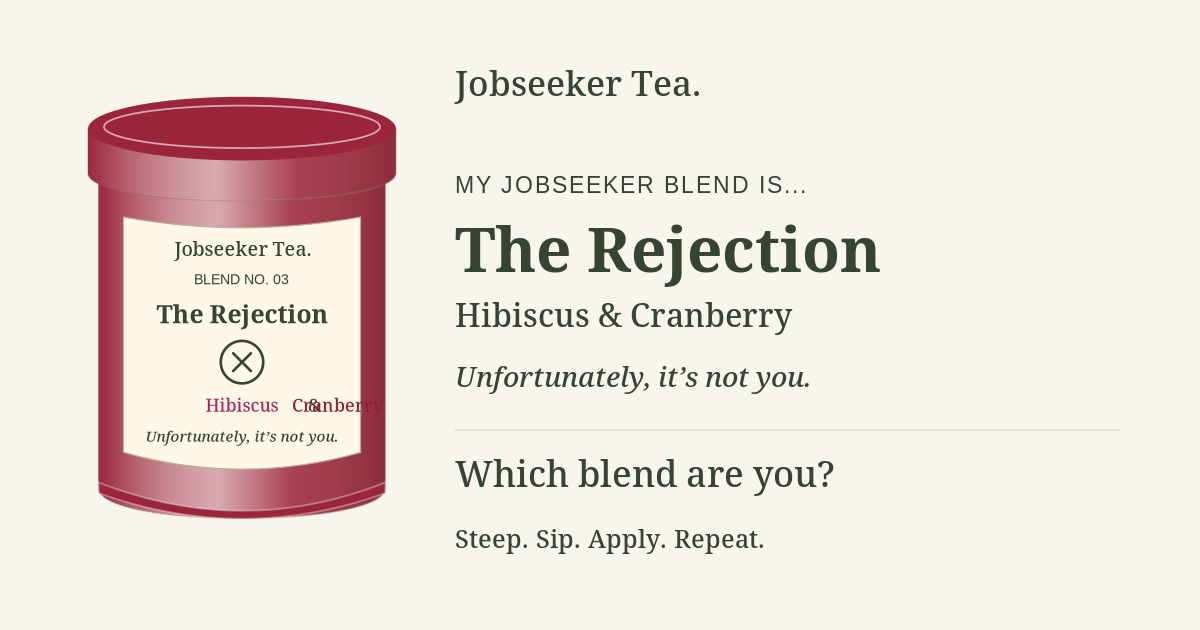 Jobseeker Tea.
BLEND NO. 03
The Rejection
Hibiscus & Cranberry
Unfortunately, it’s not you.
Jobseeker Tea.
MY JOBSEEKER BLEND IS...
The Rejection
Hibiscus & Cranberry
Unfortunately, it’s not you.
Which blend are you?
Steep. Sip. Apply. Repeat.